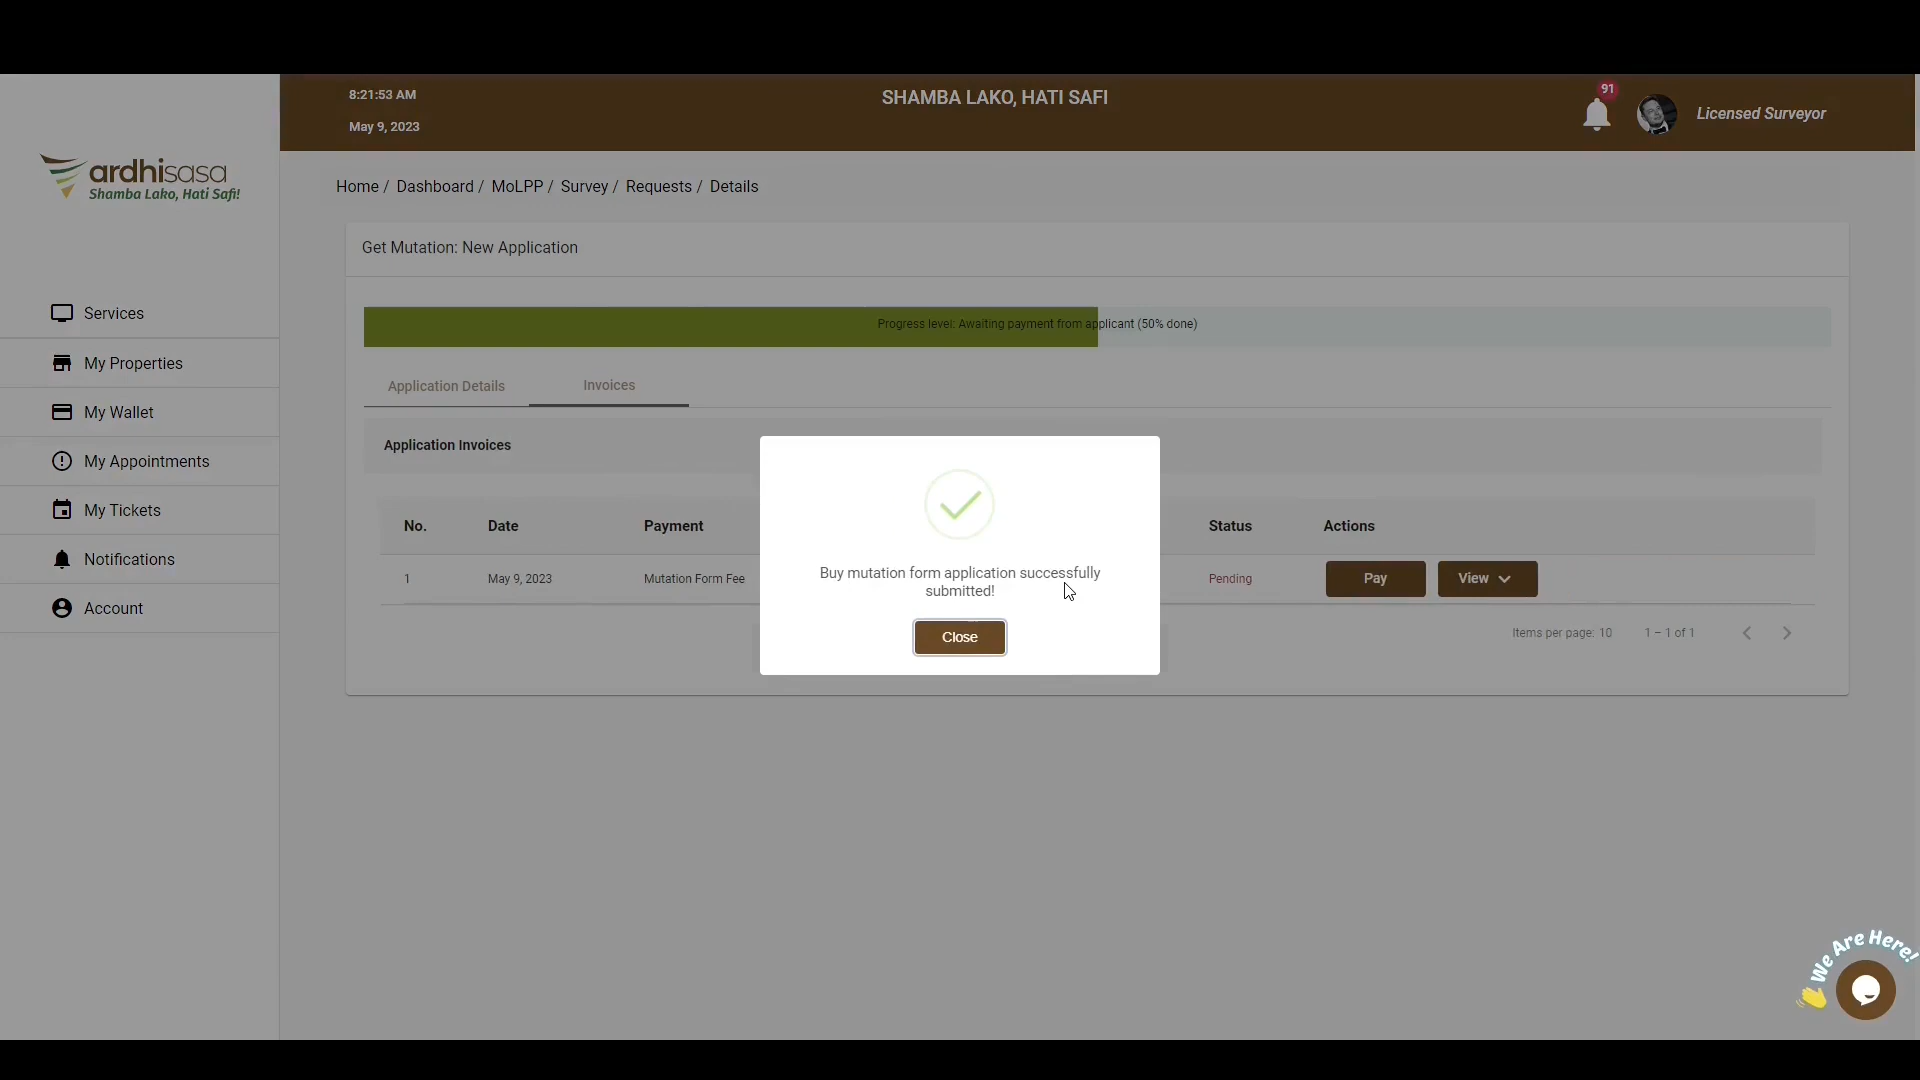 8:21:53 AM
May 9, 2023
SHAMBA LAKO, HATI SAFI
91
Licensed Surveyor
ardhisasa
Shamba Lako, Hati Safi!
Home / Dashboard / MoLPP / Survey / Requests / Details
Get Mutation: New Application
Progress level: Awaiting payment from applicant (50% done)
Services
My Properties
My Wallet
My Appointments
My Tickets
Notifications
Account
Application Details
Invoices
Application Invoices
No. Date Payment Status Actions
1 May 9, 2023 Mutation Form Fee Pending Pay View
Items per page: 10 1 – 1 of 1
Buy mutation form application successfully
submitted!
Close
We Are Here!